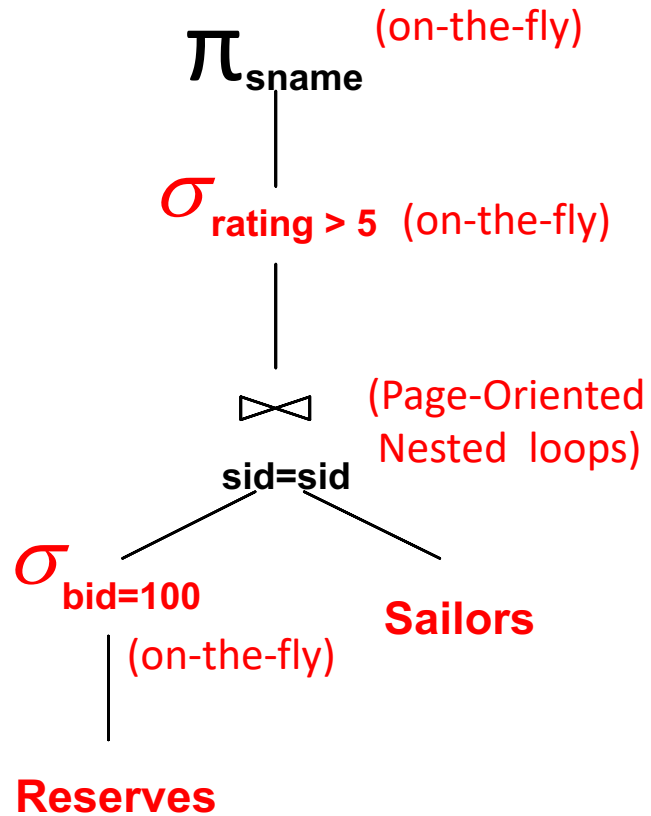 (on-the-fly)
π sname
σ rating > 5 (on-the-fly)
(Page-Oriented
Nested loops)
sid=sid
σ bid=100
Sailors
(on-the-fly)
Reserves